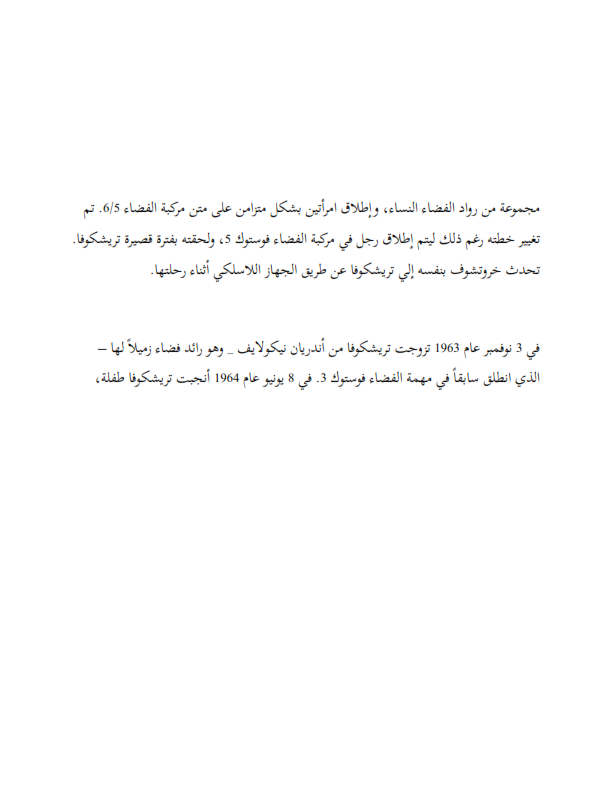 مجموعة من رواد الفضاء النساء، وإطلاق امرأتين بشكل متزامن على متن مركبة الفضاء 6/5. تم
تغيير خطته رغم ذلك ليتم إطلاق رجل في مركبة الفضاء فوستوك 5، ولحقته بفترة قصيرة تريشكوفا.
تحدث خروتشوف بنفسه إلي تريشكوفا عن طريق الجهاز اللاسلكي أثناء رحلتها.
في 3 نوفمبر عام 1963 تزوجت تريشكوفا من أندريان نيكولايف _ وهو رائد فضاء زميلاً لها –
الذي انطلق سابقاً في مهمة الفضاء فوستوك 3. في 8 يونيو عام 1964 أنجبت تريشكوفا طفلة،